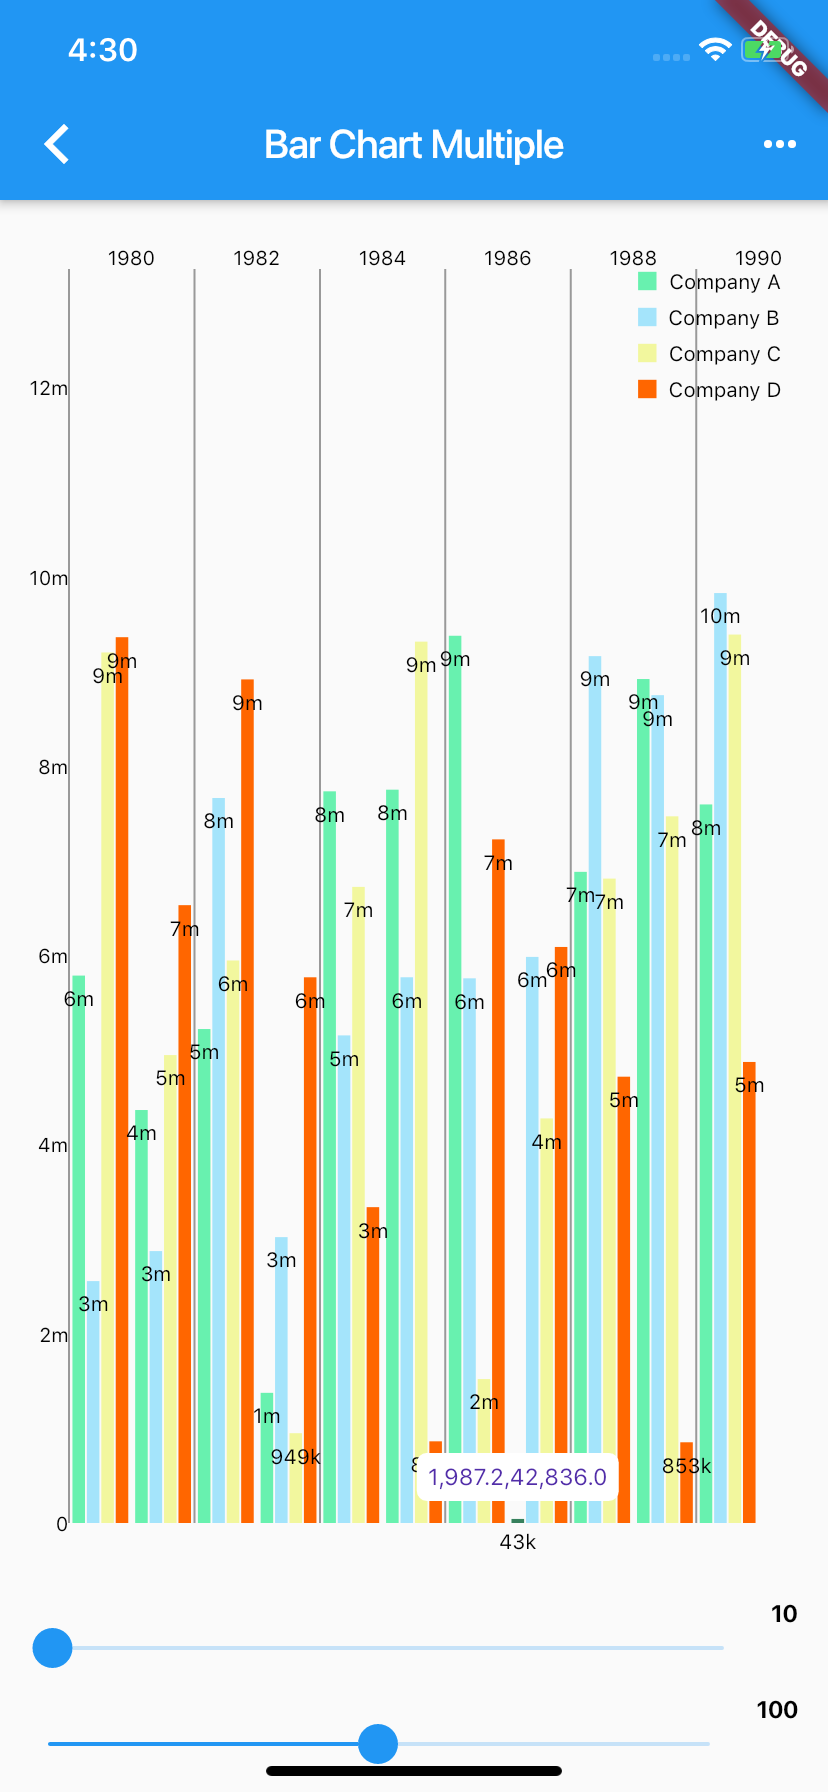 4:30
DEBUG
Bar Chart Multiple
1980 1982 1984 1986 1988 1990
Company A
Company B
Company C
Company D
12m
10m
8m
6m
4m
2m
0
6m
3m
9m
9m
4m
3m
5m
7m
5m
8m
6m
9m
1m
3m
949k
6m
8m
5m
7m
3m
8m
6m
9m
9m
6m
2m
7m
43k
6m
4m
6m
7m
9m
7m
5m
9m
9m
7m
853k
8m
10m
9m
5m
1,987.2,42,836.0
10
100